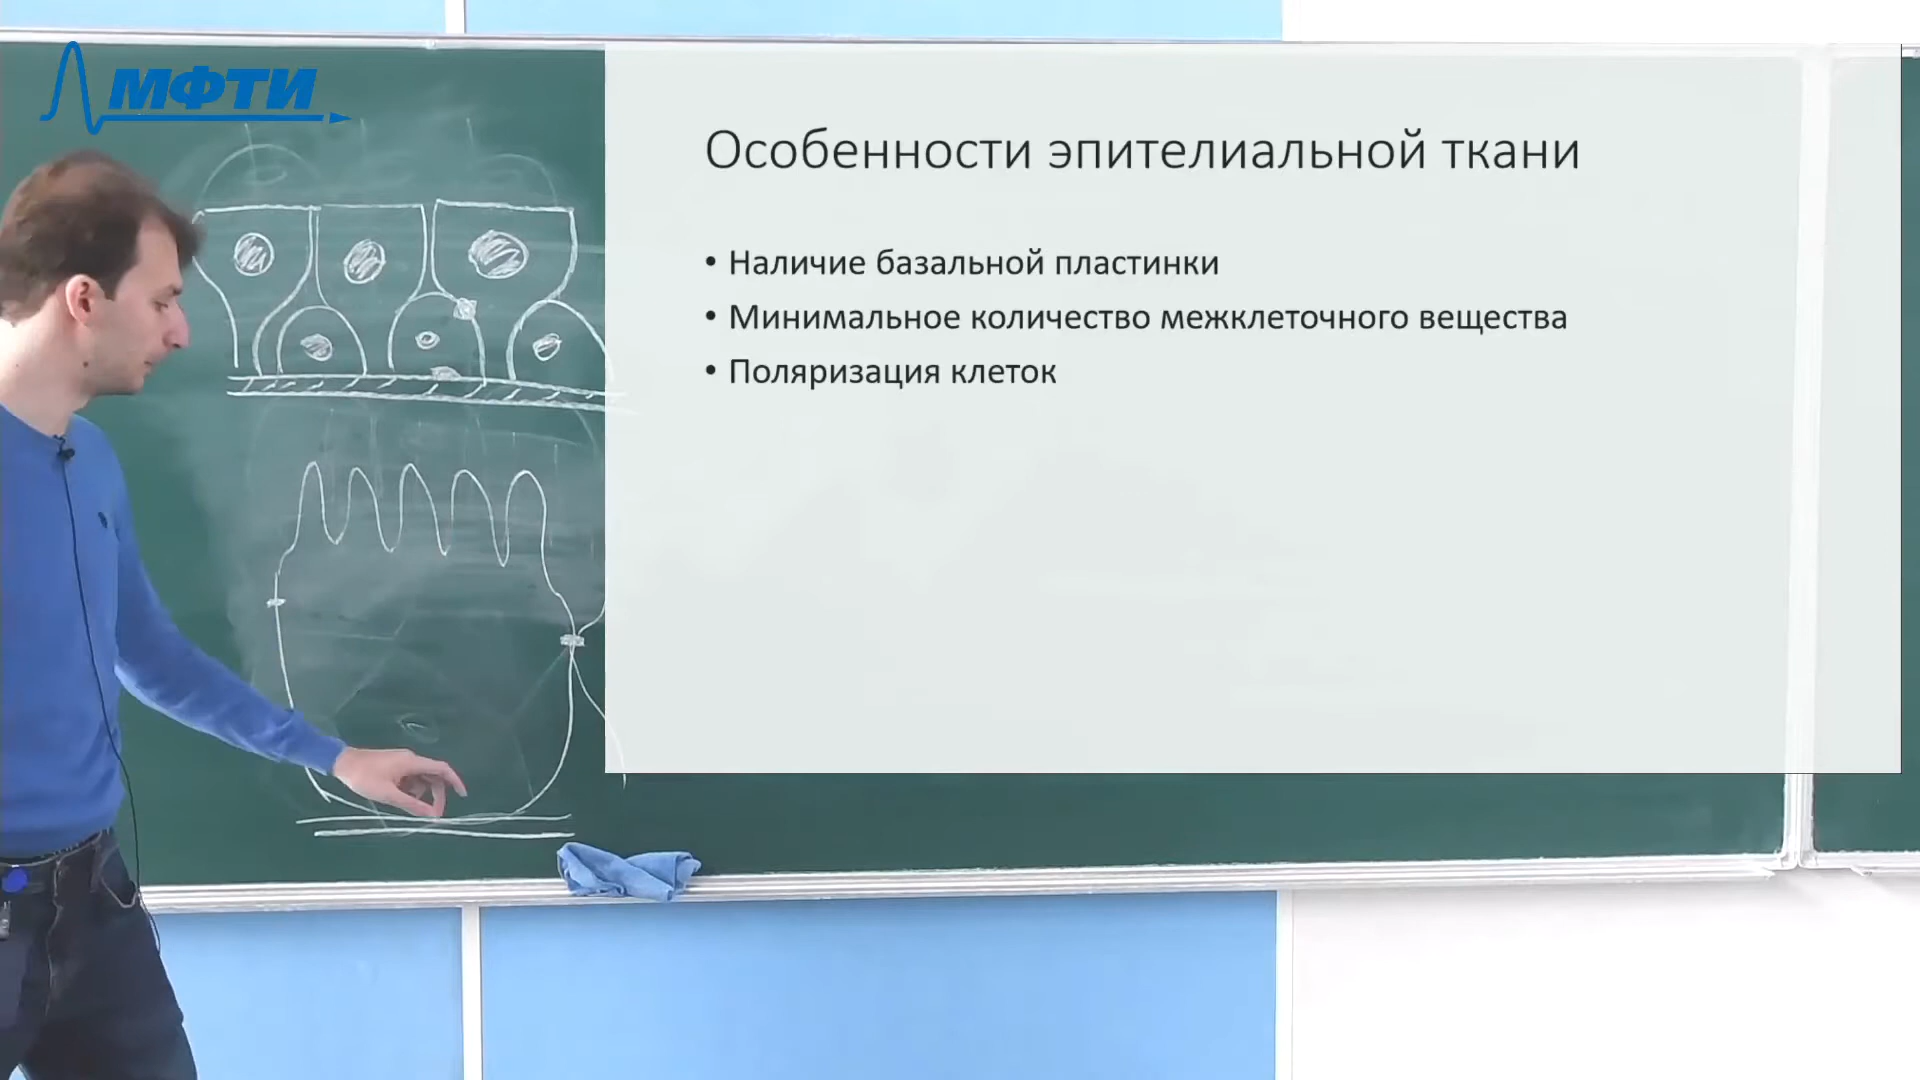 МФТИ
Особенности эпителиальной ткани
• Наличие базальной пластинки
• Минимальное количество межклеточного вещества
• Поляризация клеток